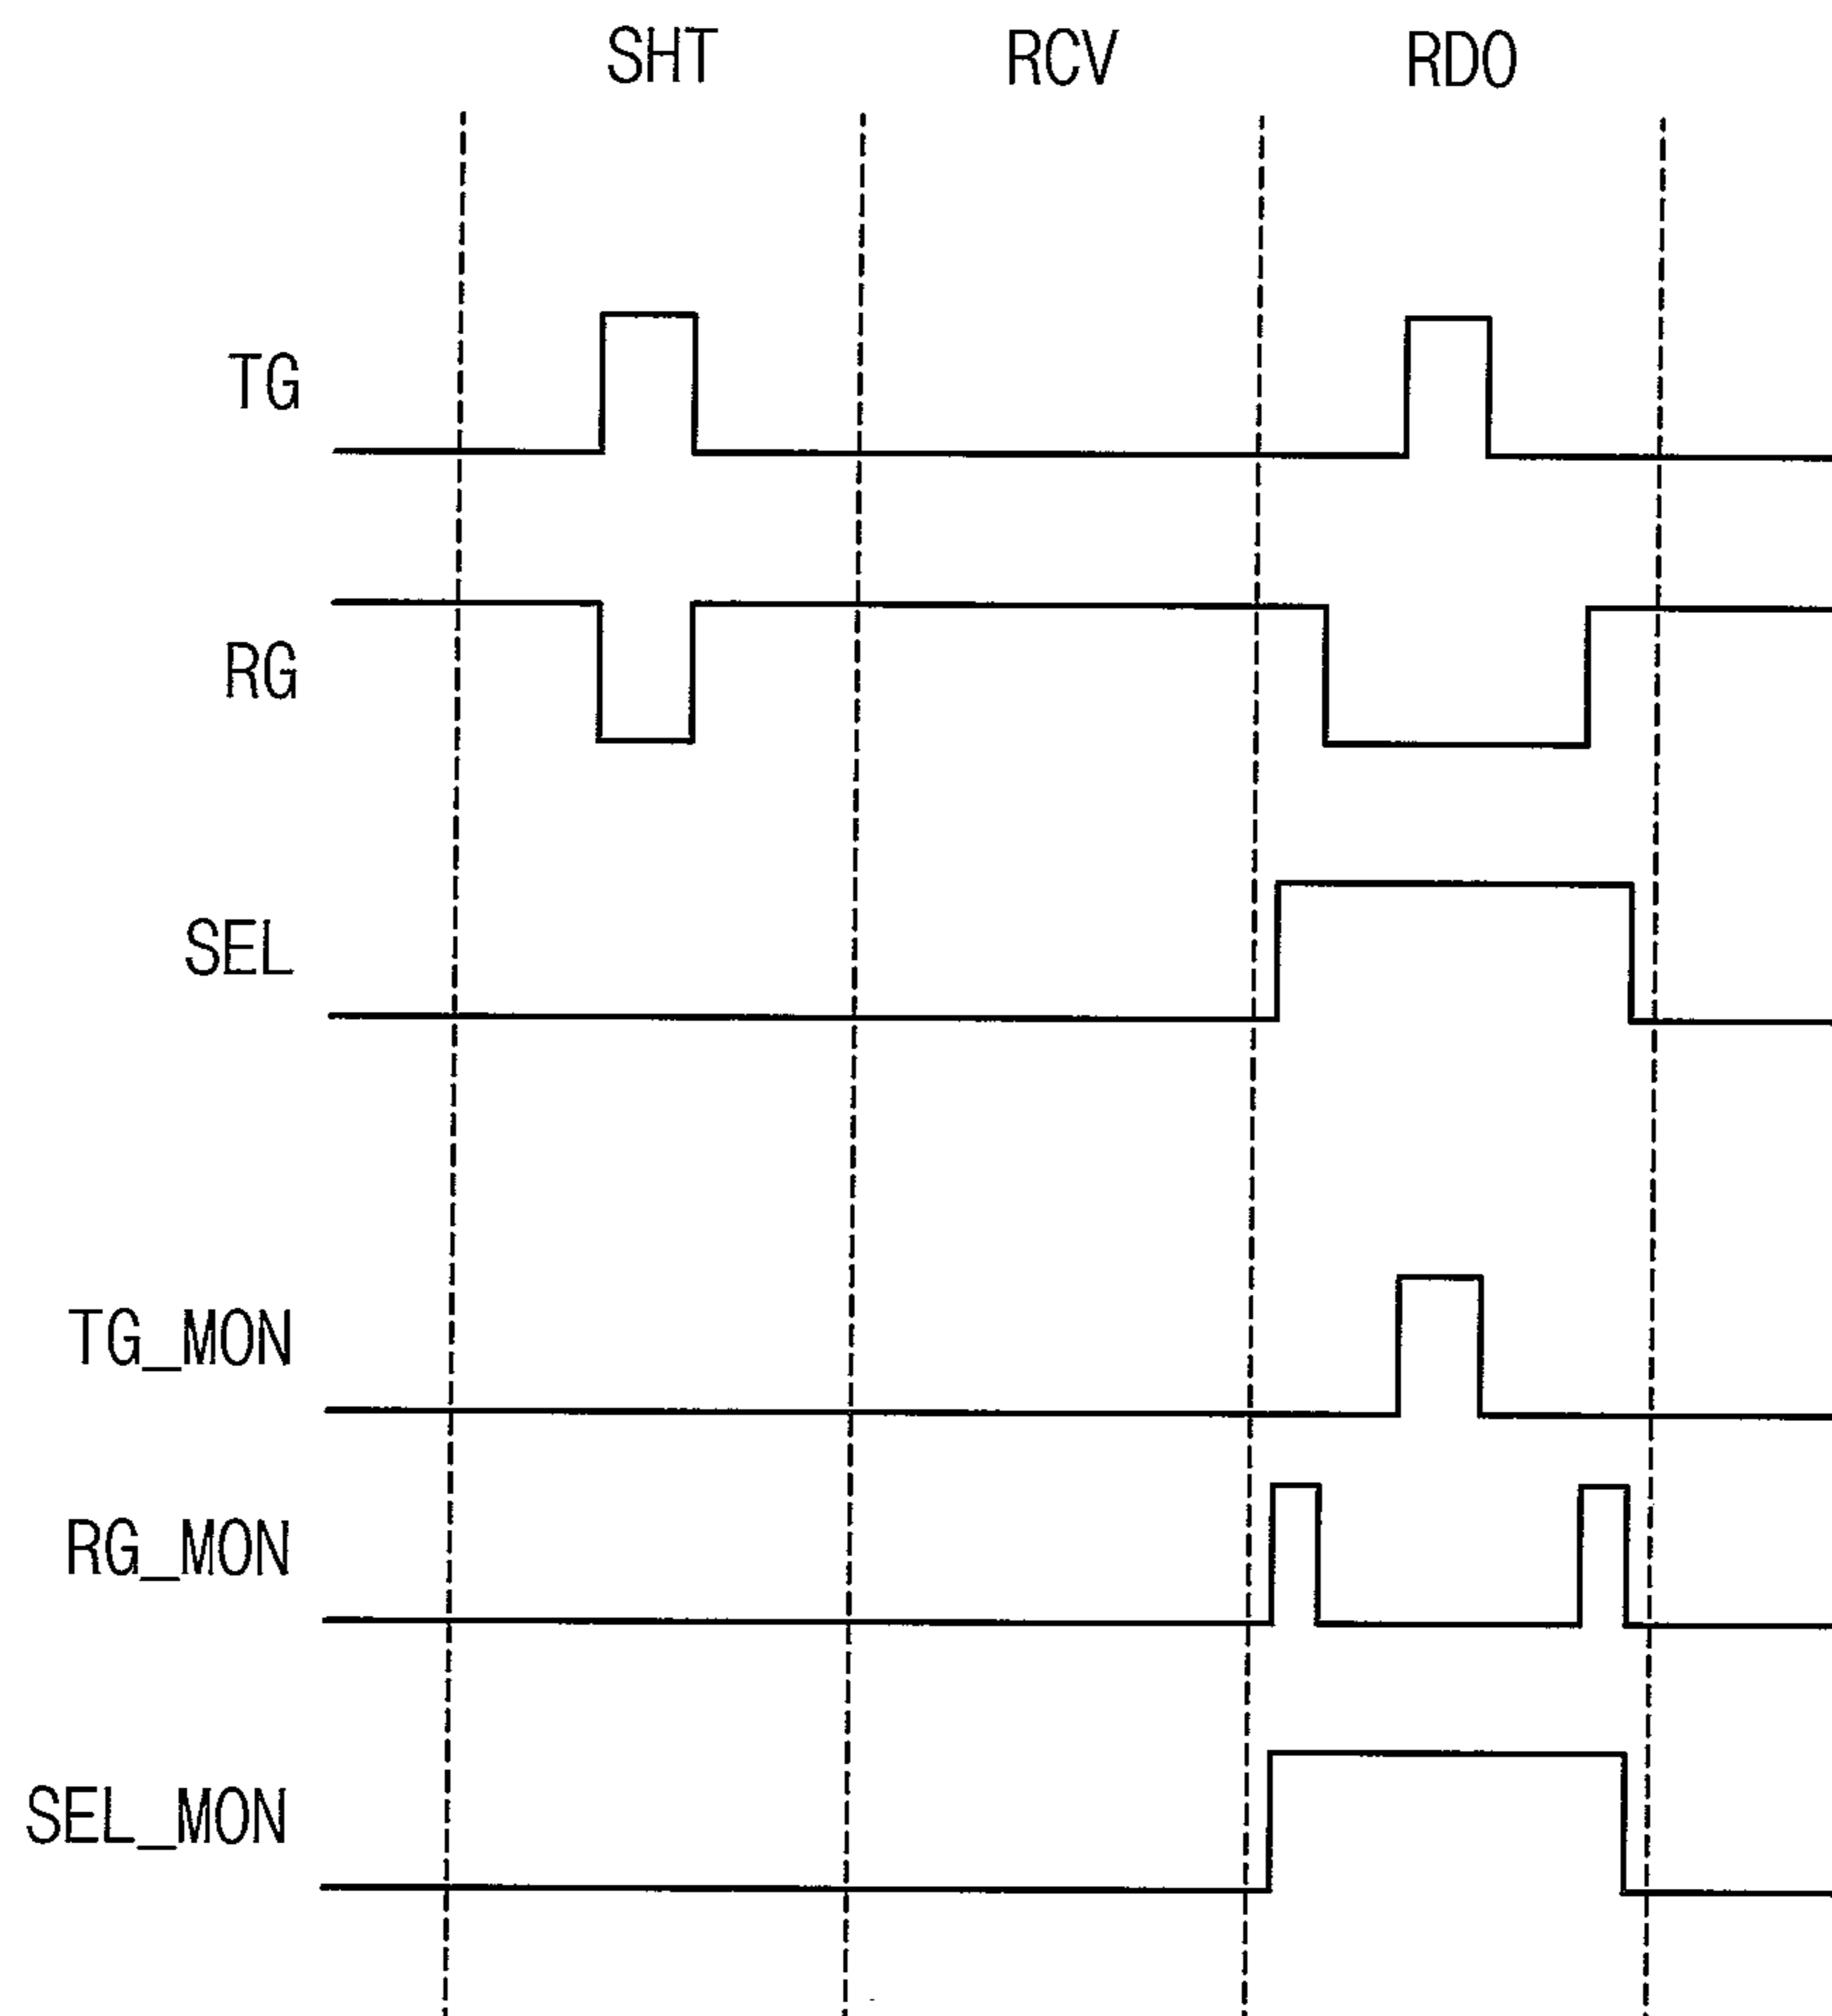 SHT RCV RDO
TG
RG
SEL
TG_MON
RG_MON
SEL_MON